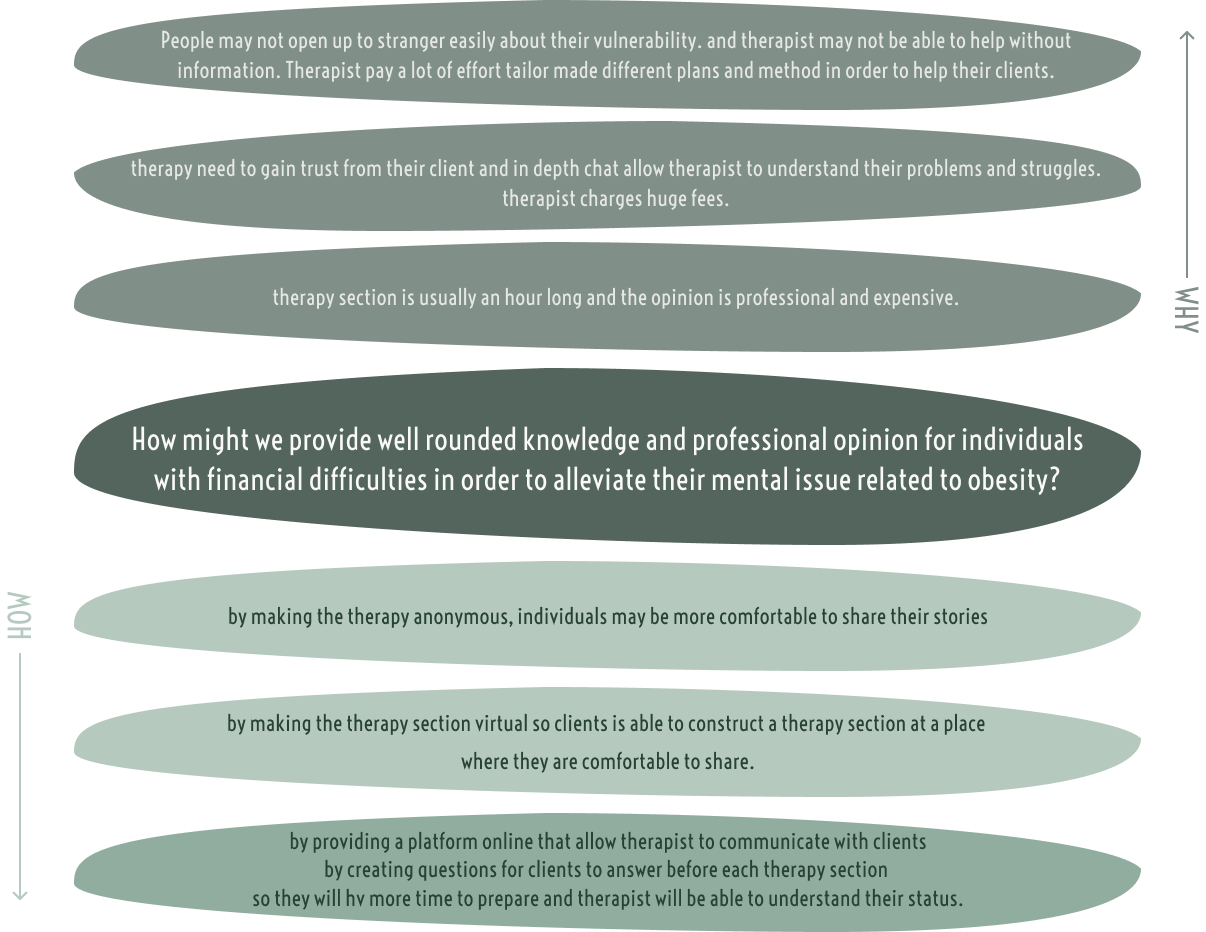 People may not open up to stranger easily about their vulnerability. and therapist may not be able to help without
information. Therapist pay a lot of effort tailor made different plans and method in order to help their clients.
therapy need to gain trust from their client and in depth chat allow therapist to understand their problems and struggles.
therapist charges huge fees.
therapy section is usually an hour long and the opinion is professional and expensive.
WHY
How might we provide well rounded knowledge and professional opinion for individuals
with financial difficulties in order to alleviate their mental issue related to obesity?
HOW
by making the therapy anonymous, individuals may be more comfortable to share their stories
by making the therapy section virtual so clients is able to construct a therapy section at a place
where they are comfortable to share.
by providing a platform online that allow therapist to communicate with clients
by creating questions for clients to answer before each therapy section
so they will hv more time to prepare and therapist will be able to understand their status.